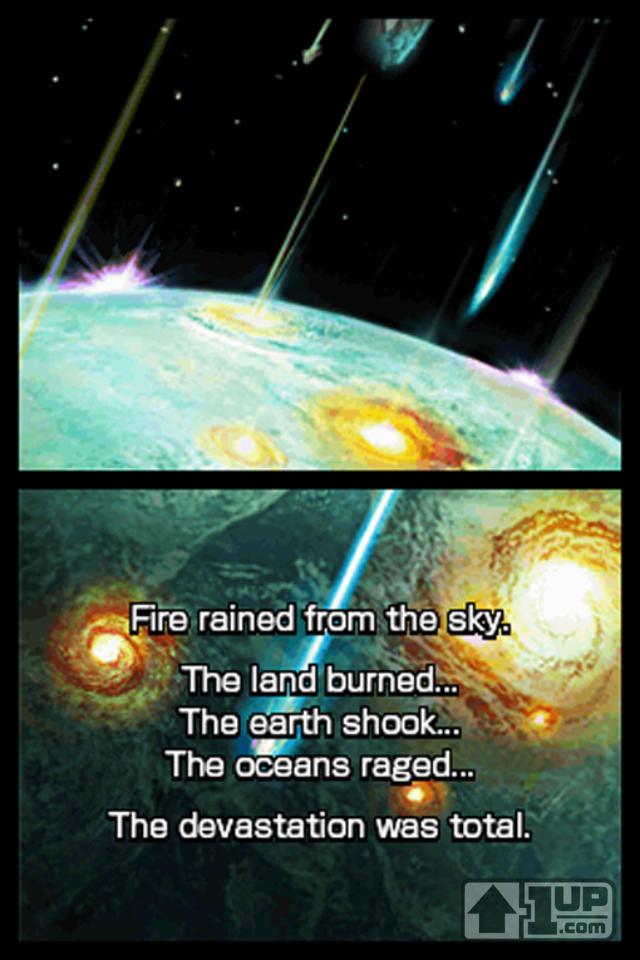 Fire rained from the sky.
The land burned...
The earth shook...
The oceans raged...
The devastation was total.
1UP
.com